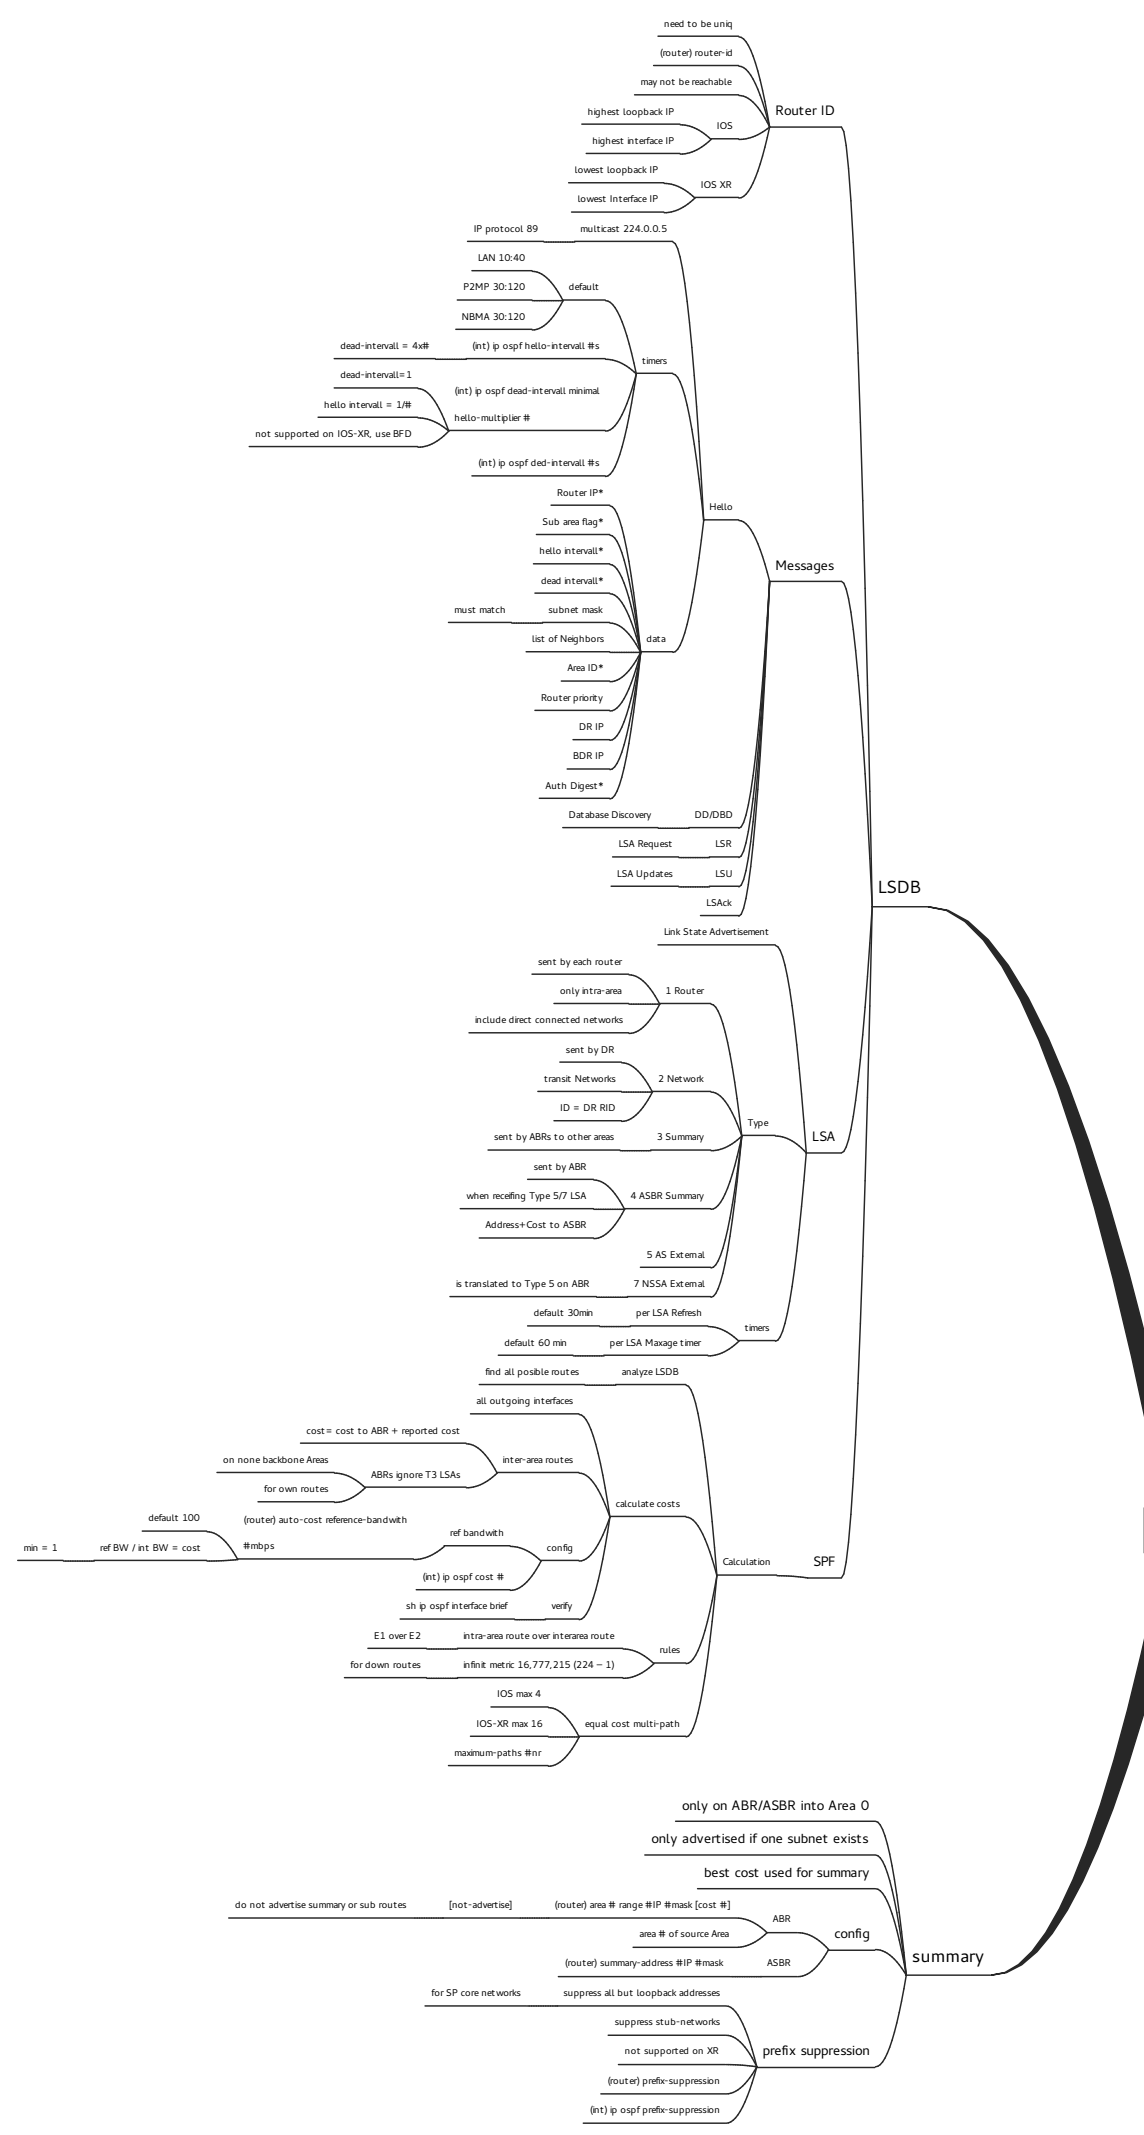 need to be uniq
(router) router-id
may not be reachable
Router ID
highest loopback IP
IOS
highest interface IP
lowest loopback IP
IOS XR
lowest Interface IP
IP protocol 89
multicast 224.0.0.5
LAN 10:40
P2MP 30:120
default
NBMA 30:120
dead-intervall = 4x#
(int) ip ospf hello-intervall #s
timers
dead-intervall=1
(int) ip ospf dead-intervall minimal
hello-multiplier #
hello intervall = 1/#
not supported on IOS-XR, use BFD
(int) ip ospf ded-intervall #s
Router IP*
Hello
Sub area flag*
hello intervall*
Messages
dead intervall*
must match
subnet mask
list of Neighbors
data
Area ID*
Router priority
DR IP
BDR IP
Auth Digest*
Database Discovery
DD/DBD
LSA Request
LSR
LSA Updates
LSU
LSDB
LSAck
Link State Advertisement
sent by each router
only intra-area
1 Router
include direct connected networks
sent by DR
transit Networks
2 Network
ID = DR RID
Type
LSA
sent by ABRs to other areas
3 Summary
sent by ABR
when receifing Type 5/7 LSA
4 ASBR Summary
Address+Cost to ASBR
5 AS External
is translated to Type 5 on ABR
7 NSSA External
default 30min
per LSA Refresh
timers
default 60 min
per LSA Maxage timer
find all posible routes
analyze LSDB
all outgoing interfaces
cost= cost to ABR + reported cost
inter-area routes
on none backbone Areas
ABRs ignore T3 LSAs
for own routes
calculate costs
default 100
(router) auto-cost reference-bandwith
#mbps
ref bandwith
min = 1
ref BW / int BW = cost
config
(int) ip ospf cost #
Calculation
SPF
sh ip ospf interface brief
verify
E1 over E2
intra-area route over interarea route
rules
for down routes
infinit metric 16,777,215 (224 – 1)
IOS max 4
IOS-XR max 16
equal cost multi-path
maximum-paths #nr
only on ABR/ASBR into Area 0
only advertised if one subnet exists
best cost used for summary
do not advertise summary or sub routes
[not-advertise]
(router) area # range #IP #mask [cost #]
ABR
area # of source Area
config
(router) summary-address #IP #mask
ASBR
summary
for SP core networks
suppress all but loopback addresses
suppress stub-networks
not supported on XR
prefix suppression
(router) prefix-suppression
(int) ip ospf prefix-suppression